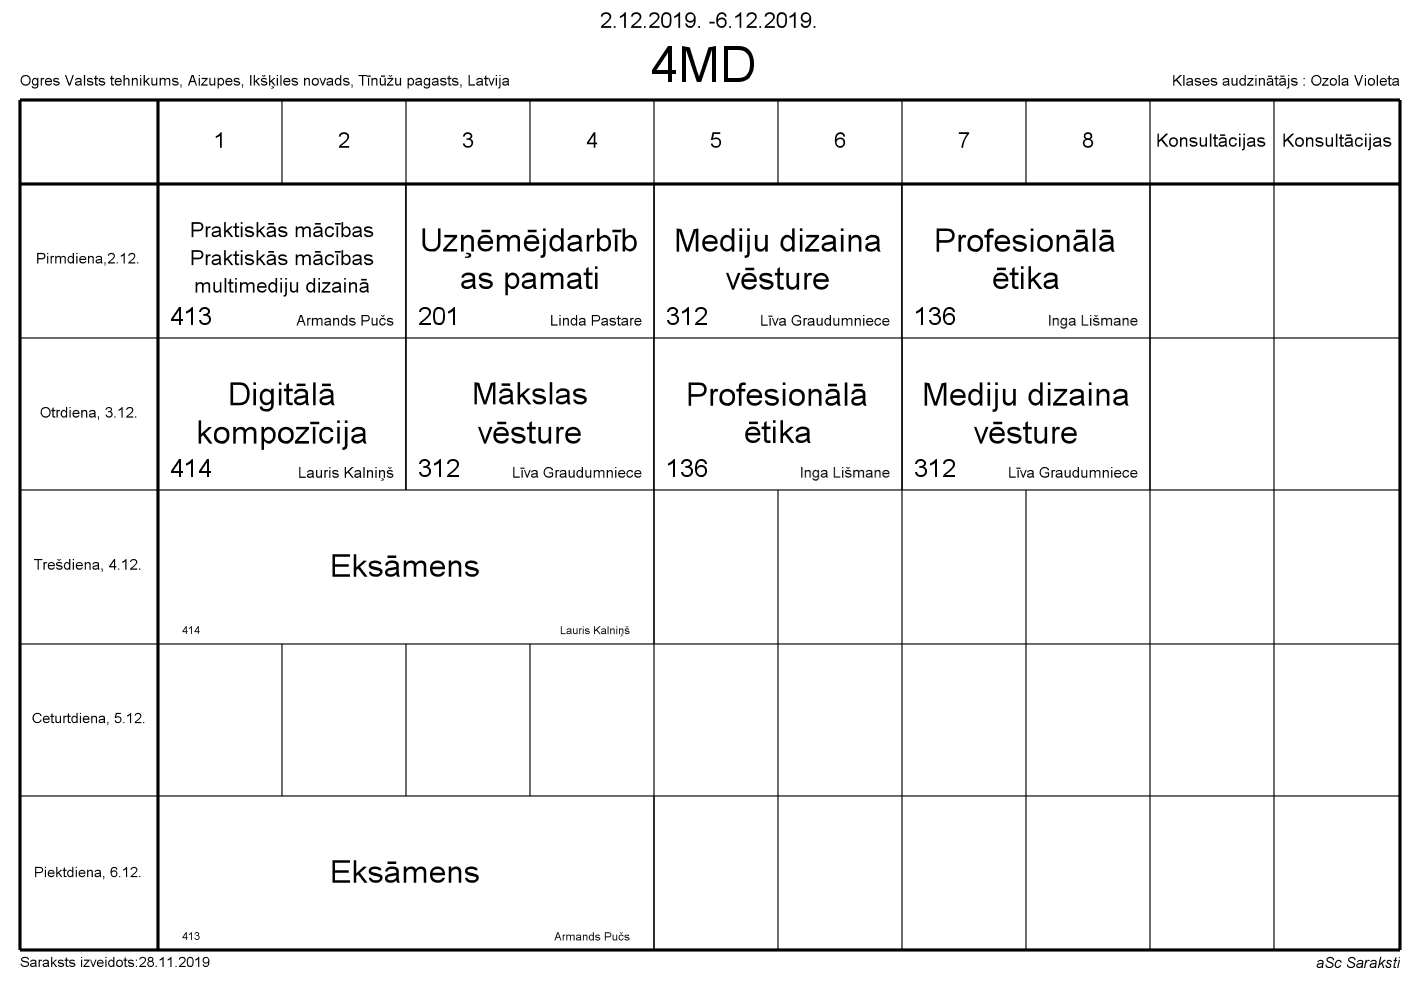 2.12.2019. -6.12.2019.
4MD
Ogres Valsts tehnikums, Aizupes, Ikšķiles novads, Tīnūžu pagasts, Latvija
Klases audzinātājs : Ozola Violeta
1 2 3 4 5 6 7 8 Konsultācijas Konsultācijas
Pirmdiena,2.12.
Praktiskās mācības
Praktiskās mācības
multimediju dizainā
413 Armands Pučs
Uzņēmējdarbīb
as pamati
201 Linda Pastare
Mediju dizaina
vēsture
312 Līva Graudumniece
Profesionālā
ētika
136 Inga Lišmane
Otrdiena, 3.12.
Digitālā
kompozīcija
414 Lauris Kalniņš
Mākslas
vēsture
312 Līva Graudumniece
Profesionālā
ētika
136 Inga Lišmane
Mediju dizaina
vēsture
312 Līva Graudumniece
Trešdiena, 4.12.
Eksāmens
414 Lauris Kalniņš
Ceturtdiena, 5.12.
Piektdiena, 6.12.
Eksāmens
413 Armands Pučs
Saraksts izveidots:28.11.2019
aSc Saraksti